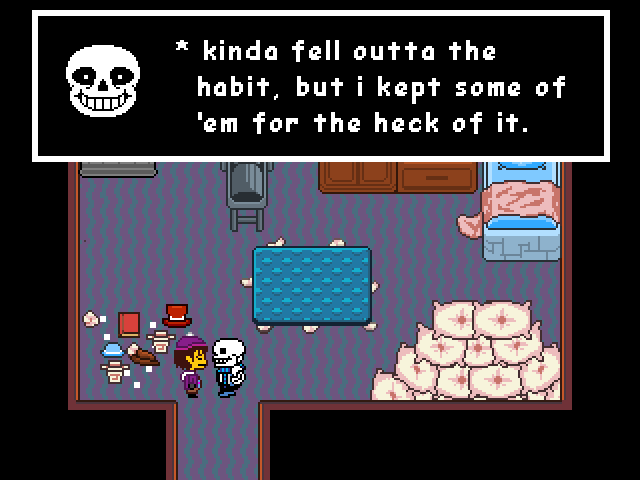 * kinda fell outta the
habit, but i kept some of
'em for the heck of it.